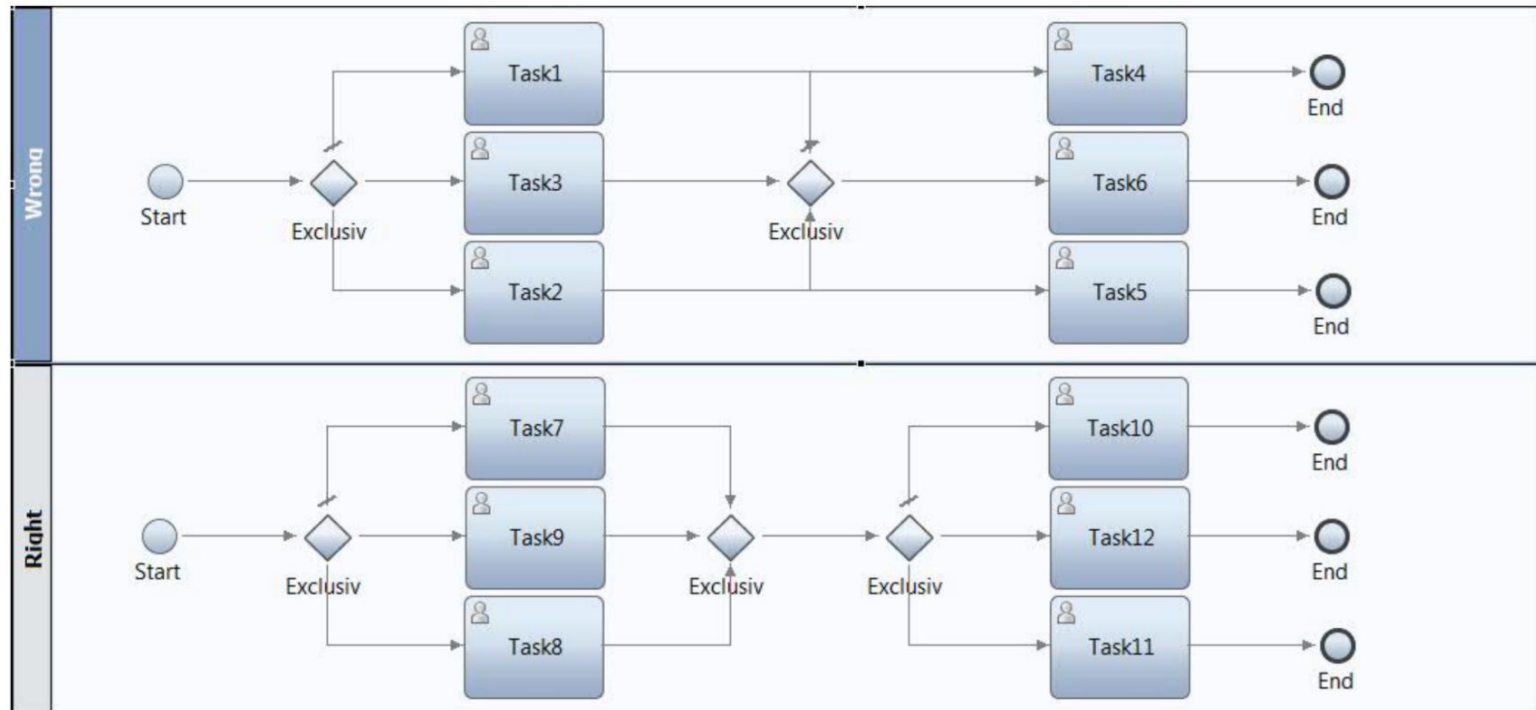 Wrong
Task1
Task4
End
Start
Exclusiv
Task3
Exclusiv
Task6
End
Task2
Task5
End
Right
Task7
Task10
End
Start
Exclusiv
Task9
Exclusiv
Exclusiv
Task12
End
Task8
Task11
End